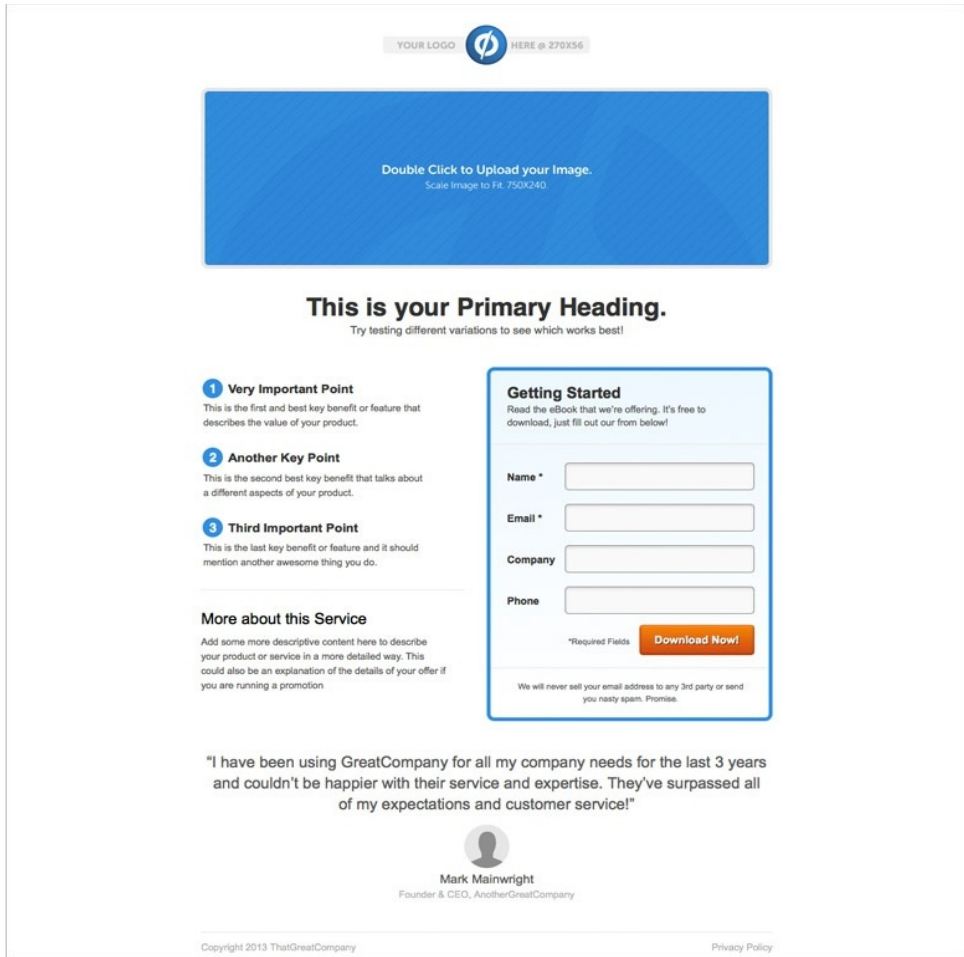 YOUR LOGO HERE @ 270X56
Double Click to Upload your Image.
Scale Image to Fit. 750X240.
This is your Primary Heading.
Try testing different variations to see which works best!
1 Very Important Point
This is the first and best key benefit or feature that
describes the value of your product.
2 Another Key Point
This is the second best key benefit that talks about
a different aspects of your product.
3 Third Important Point
This is the last key benefit or feature and it should
mention another awesome thing you do.
More about this Service
Add some more descriptive content here to describe
your product or service in a more detailed way. This
could also be an explanation of the details of your offer if
you are running a promotion
Getting Started
Read the eBook that we're offering. It's free to
download, just fill out our from below!
Name *
Email *
Company
Phone
*Required Fields
Download Now!
We will never sell your email address to any 3rd party or send
you nasty spam. Promise.
“I have been using GreatCompany for all my company needs for the last 3 years
and couldn’t be happier with their service and expertise. They’ve surpassed all
of my expectations and customer service!”
Mark Mainwright
Founder & CEO, AnotherGreatCompany
Copyright 2013 ThatGreatCompany
Privacy Policy